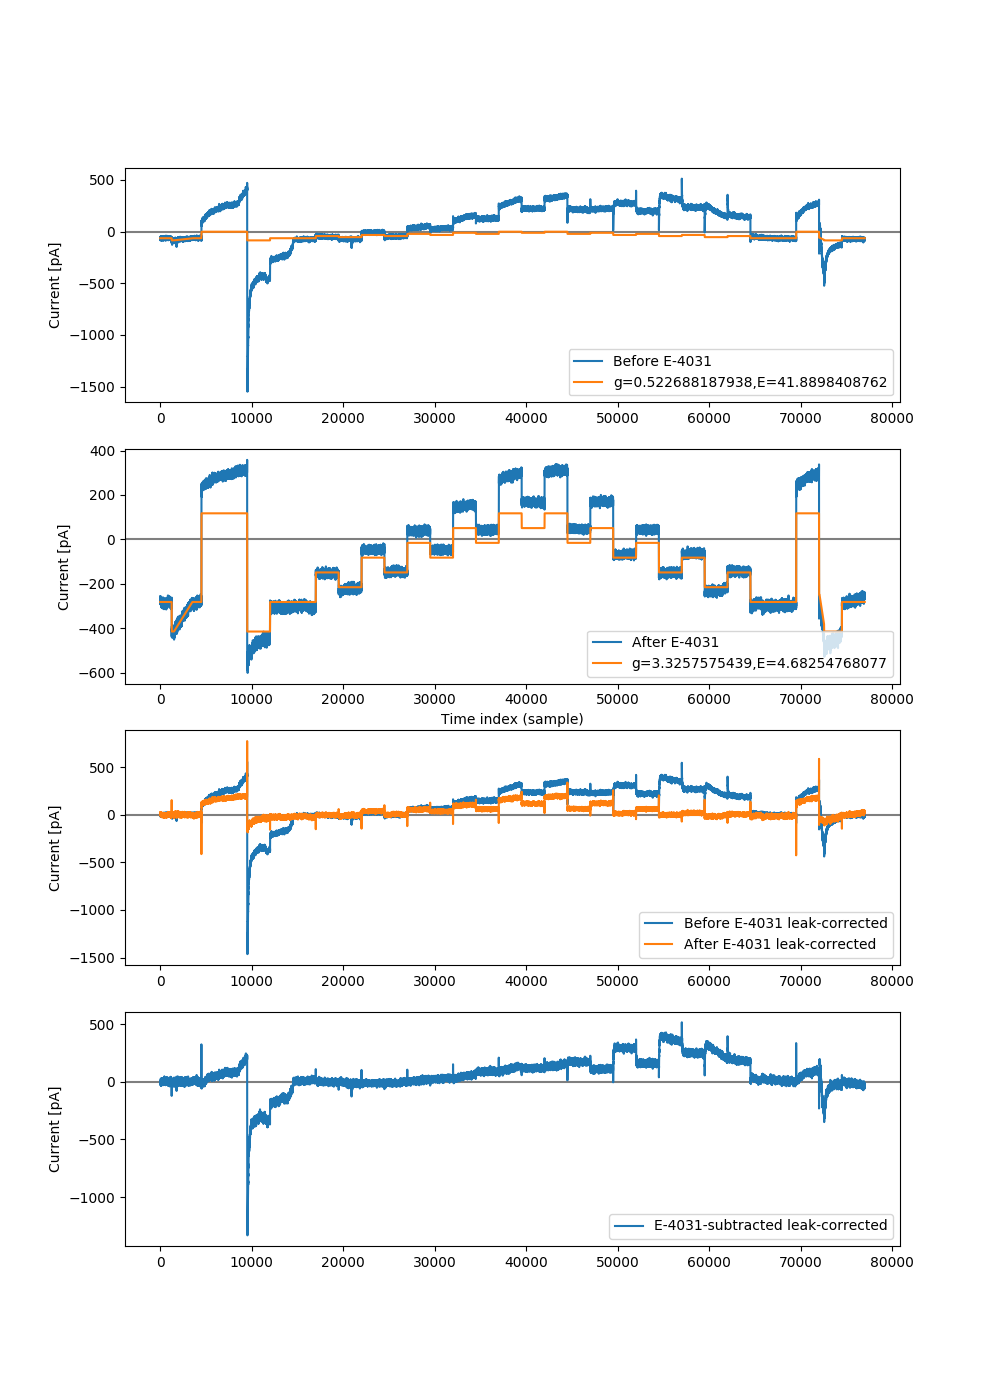 500
0
−500
−1000
−1500
Current [pA]
Before E-4031
g=0.522688187938,E=41.8898408762
0 10000 20000 30000 40000 50000 60000 70000 80000
400
200
0
−200
−400
−600
Current [pA]
After E-4031
g=3.3257575439,E=4.68254768077
0 10000 20000 30000 40000 50000 60000 70000 80000
Time index (sample)
500
0
−500
−1000
−1500
Current [pA]
Before E-4031 leak-corrected
After E-4031 leak-corrected
0 10000 20000 30000 40000 50000 60000 70000 80000
500
0
−500
−1000
Current [pA]
E-4031-subtracted leak-corrected
0 10000 20000 30000 40000 50000 60000 70000 80000